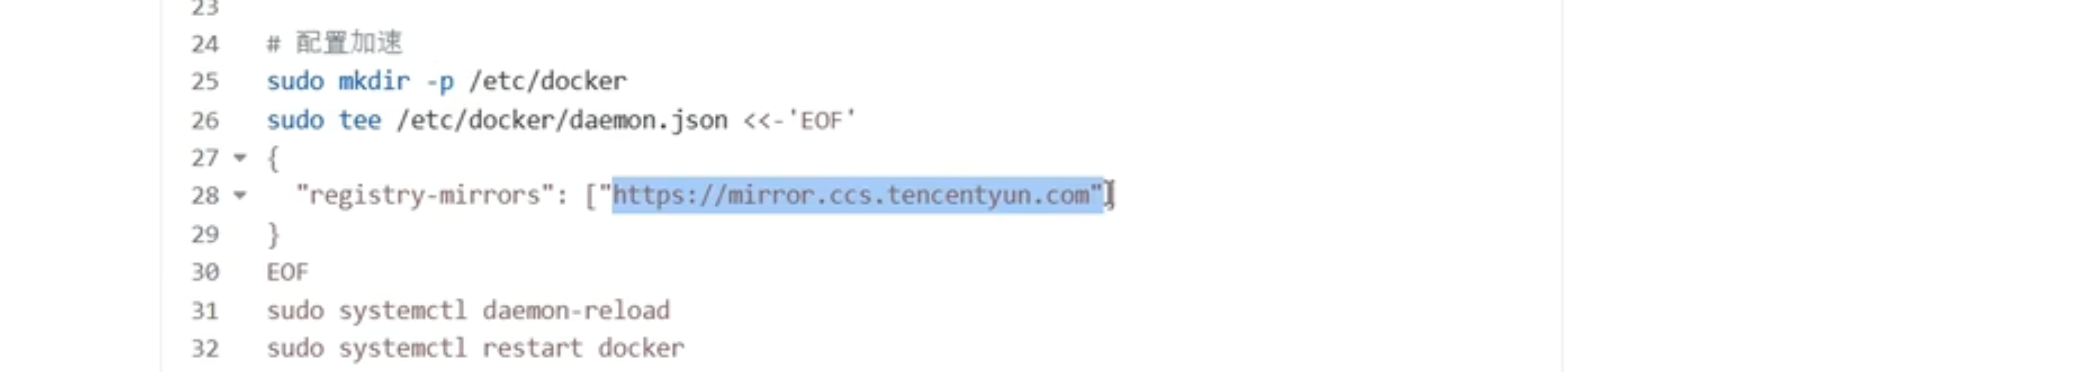 23
24 # 配置加速
25 sudo mkdir -p /etc/docker
26 sudo tee /etc/docker/daemon.json <<-'EOF'
27 {
28 "registry-mirrors": ["https://mirror.ccs.tencentyun.com"]
29 }
30 EOF
31 sudo systemctl daemon-reload
32 sudo systemctl restart docker